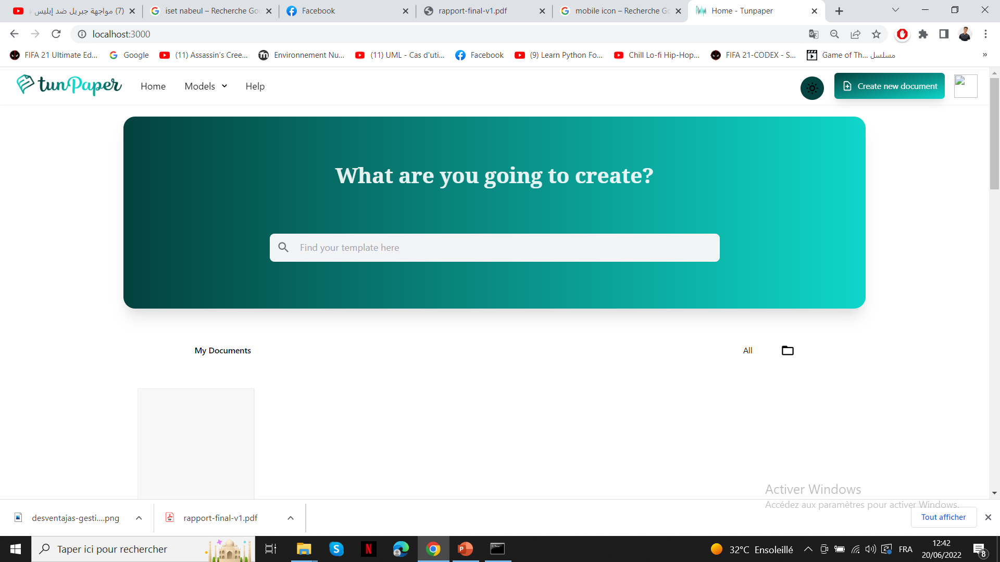 (7) مواجهة جبريل ضد إبليس
iset nabeul – Recherche Goo
Facebook
rapport-final-v1.pdf
mobile icon – Recherche Go
Home - Tunpaper
localhost:3000
FIFA 21 Ultimate Ed...
Google
(11) Assassin's Cree...
Environnement Nu...
(11) UML - Cas d'uti...
Facebook
(9) Learn Python Fo...
Chill Lo-fi Hip-Hop...
FIFA 21-CODEX - S...
Game of Th... مسلسل
»
tunPaper
Home
Models
Help
Create new document
What are you going to create?
Find your template here
My Documents
All
Activer Windows
Accédez aux paramètres pour activer Windows.
desventajas-gesti....png
rapport-final-v1.pdf
Tout afficher
Taper ici pour rechercher
32°C Ensoleillé
FRA
12:42
20/06/2022
8